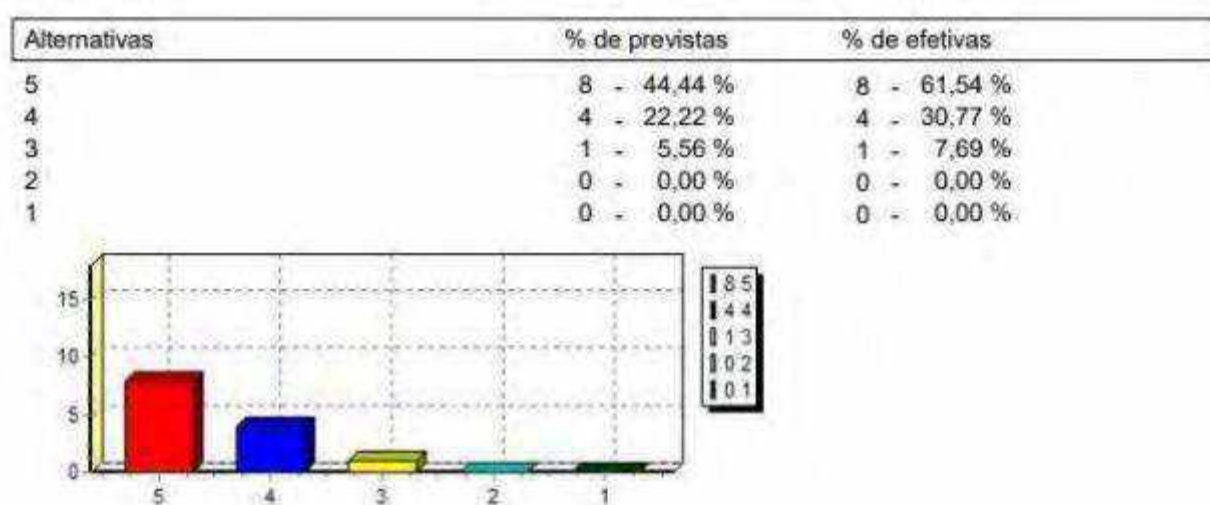 Alternativas % de previstas % de efetivas
5 8 - 44,44 % 8 - 61,54 %
4 4 - 22,22 % 4 - 30,77 %
3 1 - 5,56 % 1 - 7,69 %
2 0 - 0,00 % 0 - 0,00 %
1 0 - 0,00 % 0 - 0,00 %
15
10
5
0
5 4 3 2 1
8 5
4 4
1 3
0 2
0 1